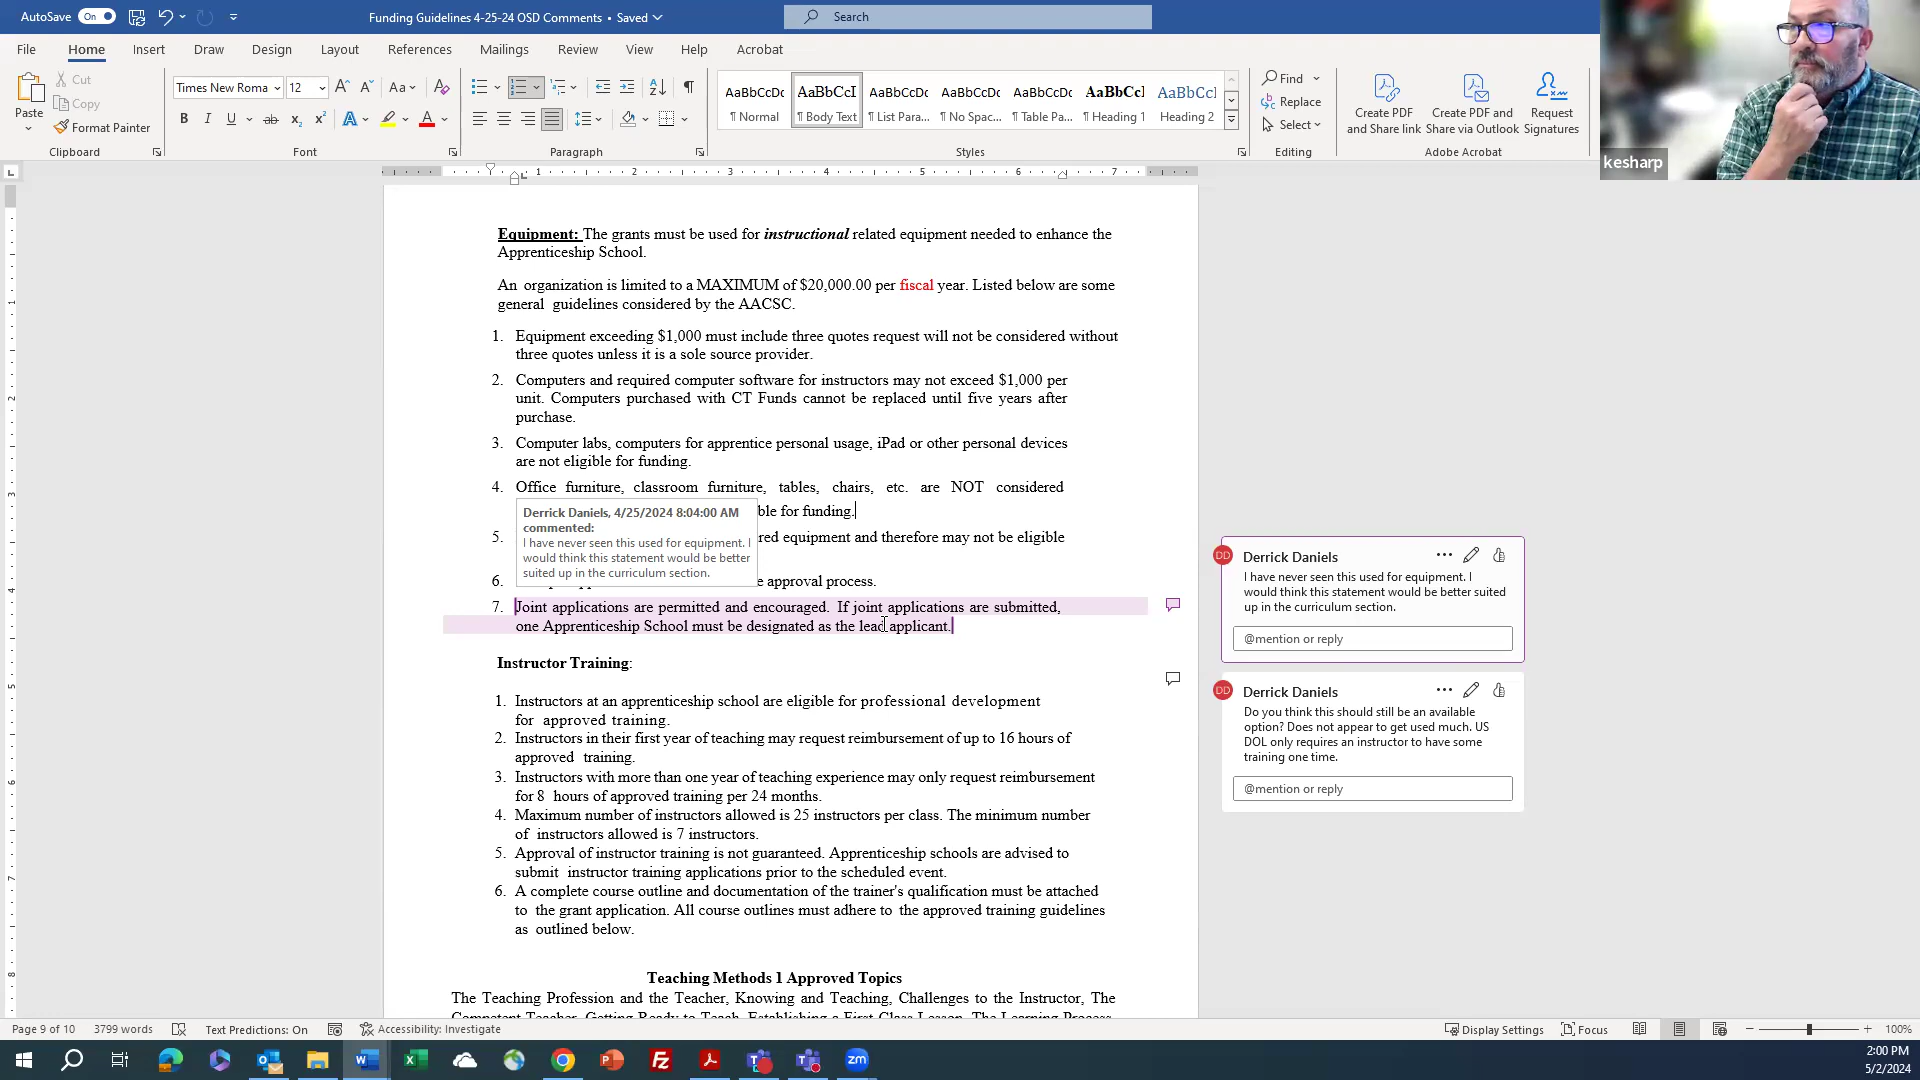 AutoSave On Funding Guidelines 4-25-24 OSD Comments • Saved Search
File Home Insert Draw Design Layout References Mailings Review View Help Acrobat
Paste Cut Copy Format Painter
Times New Roma 12 Aa
AaBbCcDc AaBbCcI AaBbCcDc AaBbCcDc AaBbCcDc AaBbCcI AaBbCcI
¶ Normal ¶ Body Text ¶ List Para... ¶ No Spac... ¶ Table Pa... ¶ Heading 1 Heading 2
Find Replace Select
Create PDF and Share link Create PDF and Share via Outlook Request Signatures
Clipboard Font Paragraph Styles Editing Adobe Acrobat
kesharp
1 2 3 4 5 6 7
Equipment: The grants must be used for instructional related equipment needed to enhance the
Apprenticeship School.
An organization is limited to a MAXIMUM of $20,000.00 per fiscal year. Listed below are some
general guidelines considered by the AACSC.
1. Equipment exceeding $1,000 must include three quotes request will not be considered without
three quotes unless it is a sole source provider.
2. Computers and required computer software for instructors may not exceed $1,000 per
unit. Computers purchased with CT Funds cannot be replaced until five years after
purchase.
3. Computer labs, computers for apprentice personal usage, iPad or other personal devices
are not eligible for funding.
4. Office furniture, classroom furniture, tables, chairs, etc. are NOT considered
ble for funding.
5. red equipment and therefore may not be eligible
6. e approval process.
Derrick Daniels, 4/25/2024 8:04:00 AM
commented:
I have never seen this used for equipment. I
would think this statement would be better
suited up in the curriculum section.
7. Joint applications are permitted and encouraged. If joint applications are submitted,
one Apprenticeship School must be designated as the lead applicant.
Instructor Training:
1. Instructors at an apprenticeship school are eligible for professional development
for approved training.
2. Instructors in their first year of teaching may request reimbursement of up to 16 hours of
approved training.
3. Instructors with more than one year of teaching experience may only request reimbursement
for 8 hours of approved training per 24 months.
4. Maximum number of instructors allowed is 25 instructors per class. The minimum number
of instructors allowed is 7 instructors.
5. Approval of instructor training is not guaranteed. Apprenticeship schools are advised to
submit instructor training applications prior to the scheduled event.
6. A complete course outline and documentation of the trainer's qualification must be attached
to the grant application. All course outlines must adhere to the approved training guidelines
as outlined below.
Teaching Methods 1 Approved Topics
The Teaching Profession and the Teacher, Knowing and Teaching, Challenges to the Instructor, The
DD Derrick Daniels
I have never seen this used for equipment. I
would think this statement would be better suited
up in the curriculum section.
@mention or reply
DD Derrick Daniels
Do you think this should still be an available
option? Does not appear to get used much. US
DOL only requires an instructor to have some
training one time.
@mention or reply
Page 9 of 10 3799 words Text Predictions: On Accessibility: Investigate Display Settings Focus 100%
2:00 PM
5/2/2024